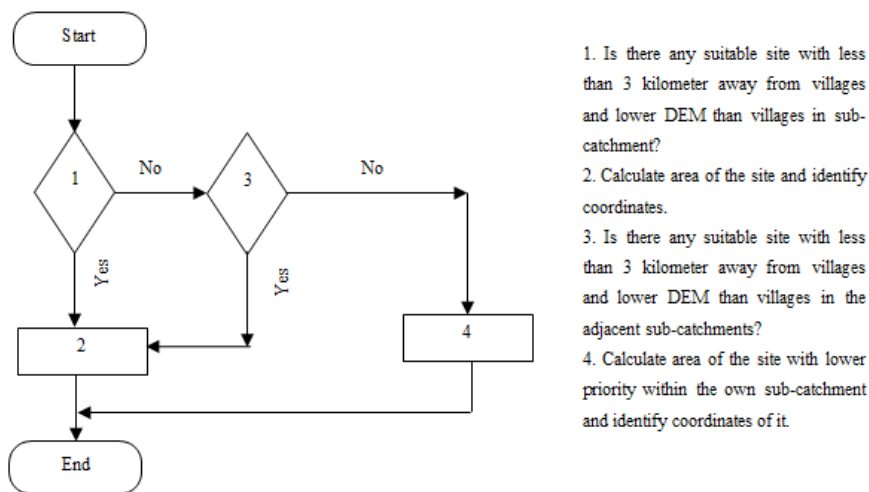 Start
1
No
3
No
Yes
Yes
2
4
End
1. Is there any suitable site with less
than 3 kilometer away from villages
and lower DEM than villages in sub-
catchment?
2. Calculate area of the site and identify
coordinates.
3. Is there any suitable site with less
than 3 kilometer away from villages
and lower DEM than villages in the
adjacent sub-catchments?
4. Calculate area of the site with lower
priority within the own sub-catchment
and identify coordinates of it.